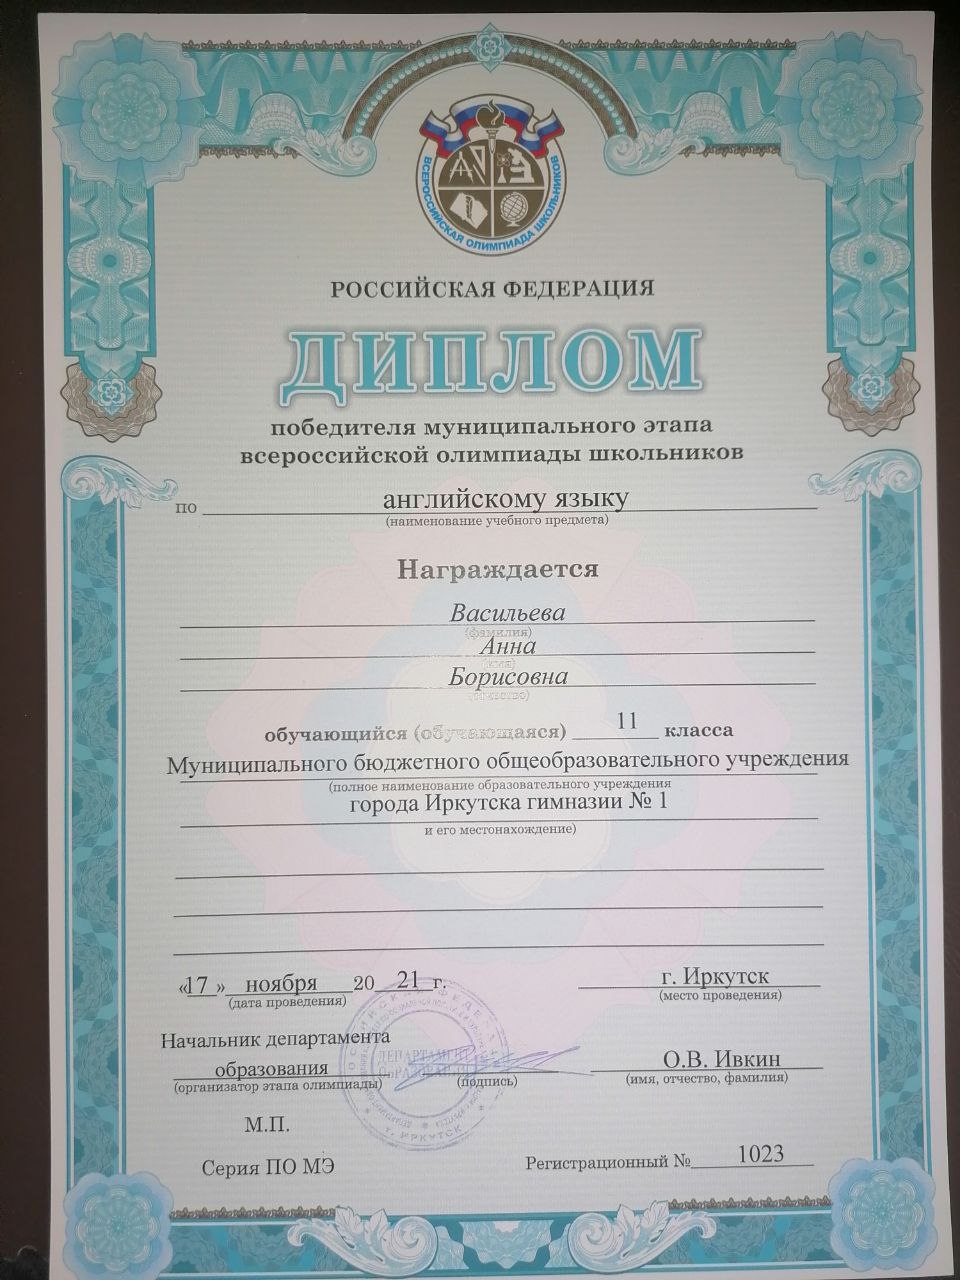 ВСЕРОССИЙСКАЯ ОЛИМПИАДА ШКОЛЬНИКОВ
РОССИЙСКАЯ ФЕДЕРАЦИЯ
ДИПЛОМ
победителя муниципального этапа
всероссийской олимпиады школьников
по английскому языку
(наименование учебного предмета)
Награждается
Васильева
(фамилия)
Анна
(имя)
Борисовна
(отчество)
обучающийся (обучающаяся) 11 класса
Муниципального бюджетного общеобразовательного учреждения
(полное наименование образовательного учреждения
города Иркутска гимназии № 1
и его местонахождение)
«17» ноября 20 21 г. г. Иркутск
(дата проведения) (место проведения)
Начальник департамента
образования О.В. Ивкин
(организатор этапа олимпиады) (подпись) (имя, отчество, фамилия)
ДЕПАРТАМЕНТ
ОБРАЗОВАНИЯ
г. ИРКУТСК
М.П.
Серия ПО МЭ Регистрационный № 1023